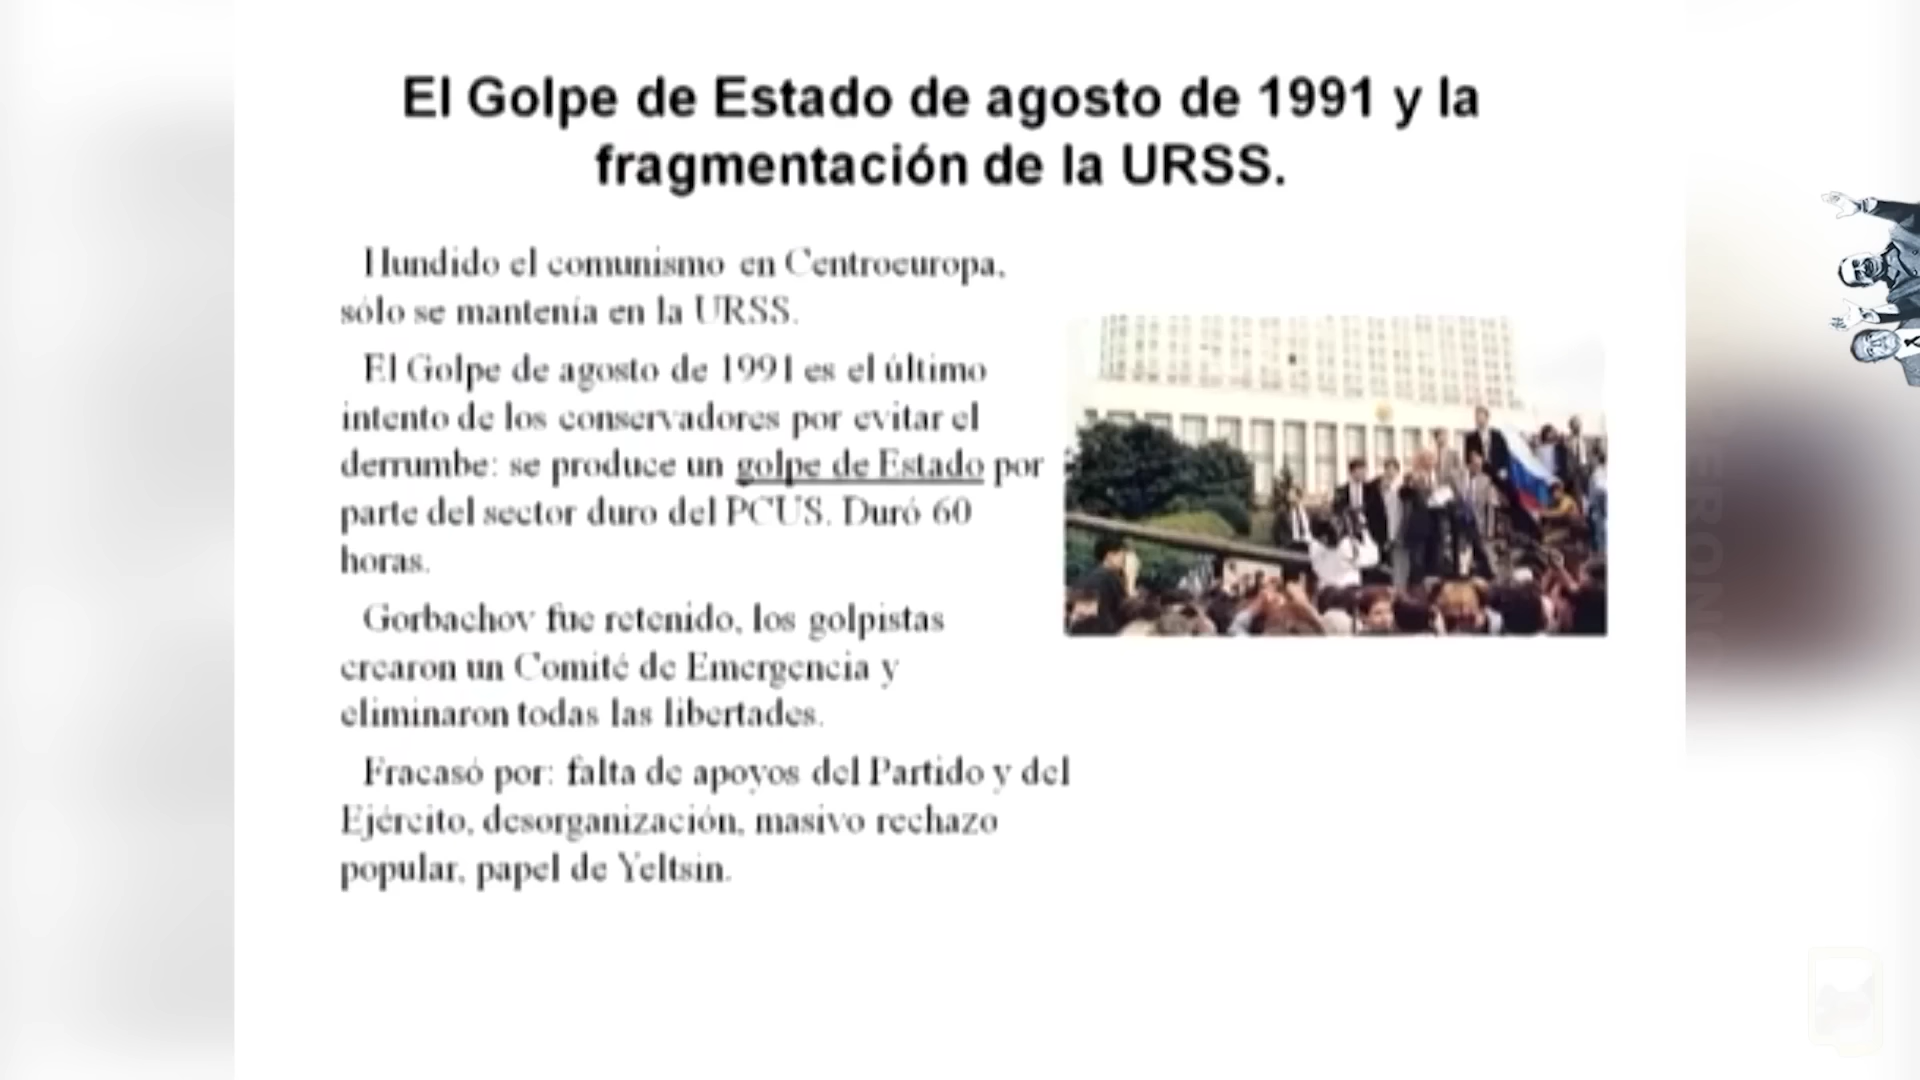 El Golpe de Estado de agosto de 1991 y la
fragmentación de la URSS.
Hundido el comunismo en Centroeuropa,
sólo se mantenía en la URSS.
El Golpe de agosto de 1991 es el último
intento de los conservadores por evitar el
derrumbe: se produce un golpe de Estado por
parte del sector duro del PCUS. Duró 60
horas.
Gorbachov fue retenido, los golpistas
crearon un Comité de Emergencia y
eliminaron todas las libertades.
Fracasó por: falta de apoyos del Partido y del
Ejército, desorganización, masivo rechazo
popular, papel de Yeltsin.